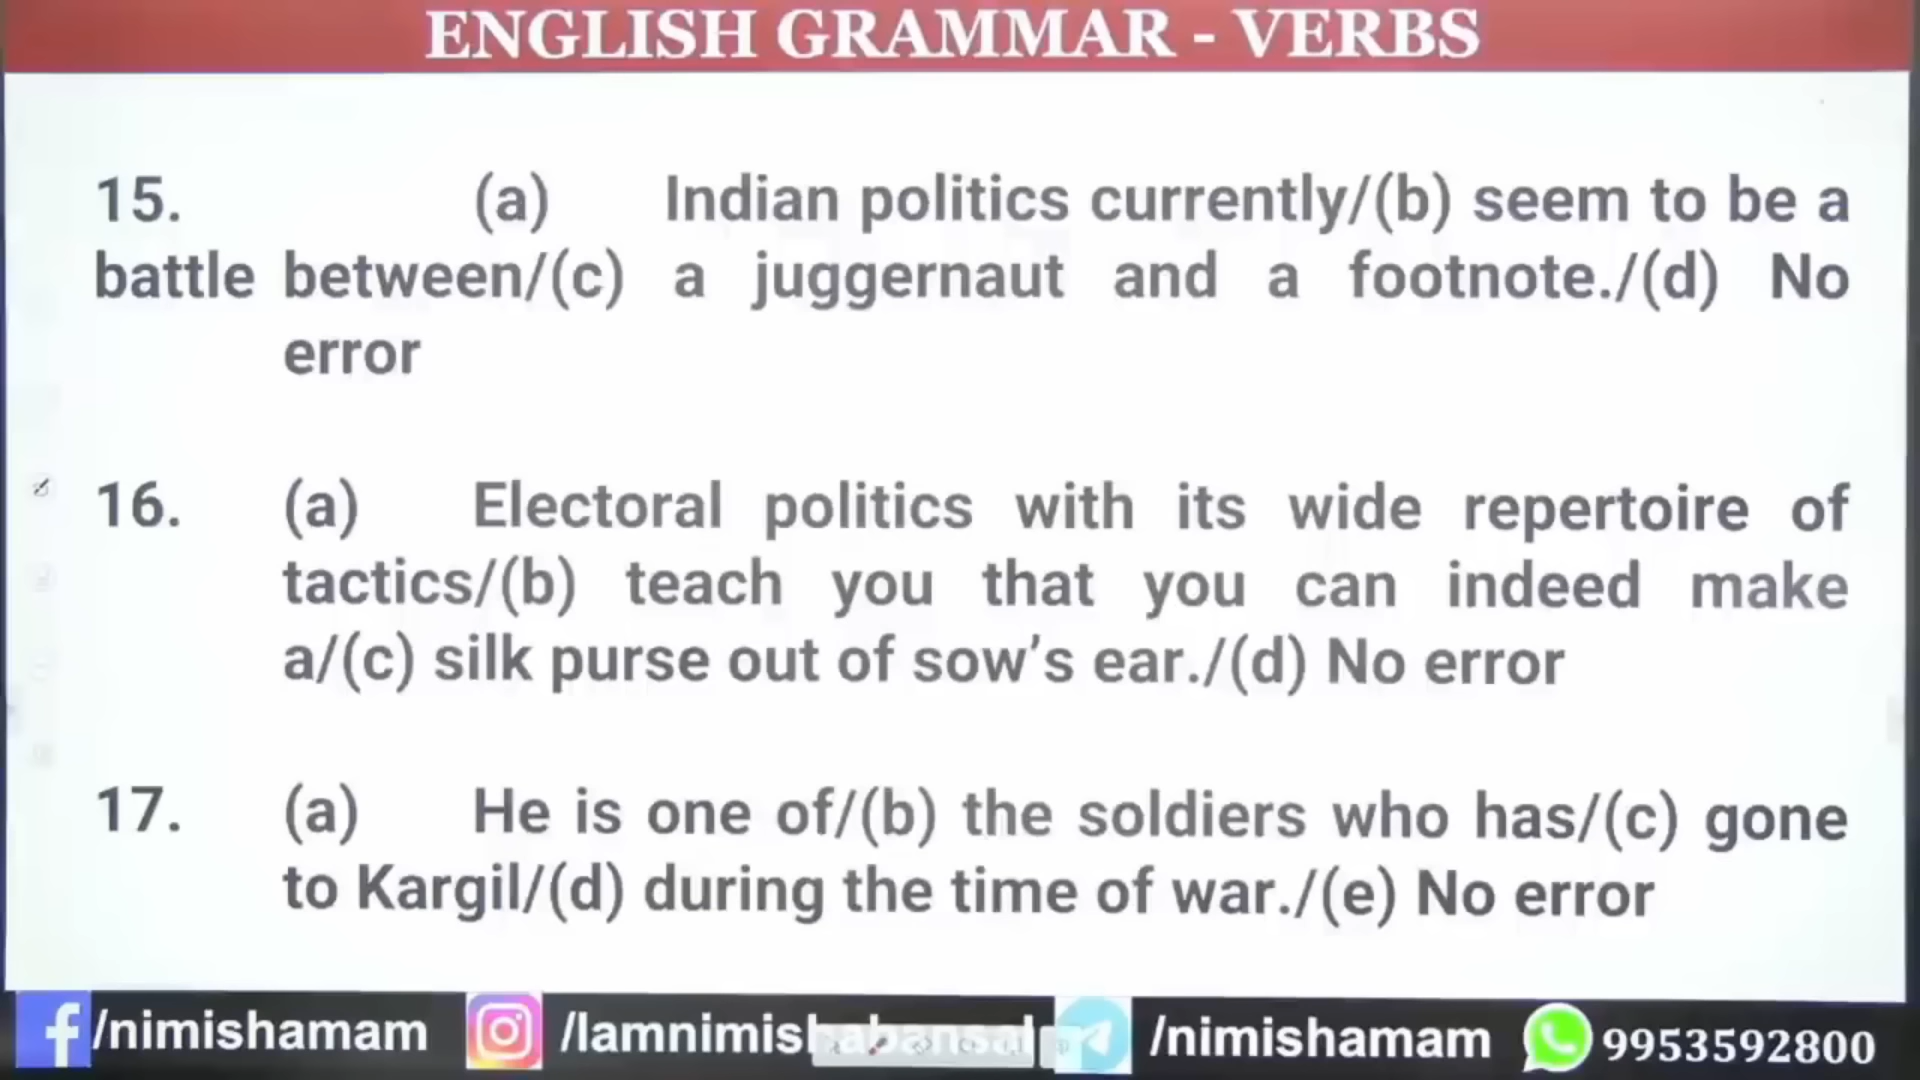 ENGLISH GRAMMAR - VERBS
15. (a) Indian politics currently/(b) seem to be a
battle between/(c) a juggernaut and a footnote./(d) No
error
16. (a) Electoral politics with its wide repertoire of
tactics/(b) teach you that you can indeed make
a/(c) silk purse out of sow's ear./(d) No error
17. (a) He is one of/(b) the soldiers who has/(c) gone
to Kargil/(d) during the time of war./(e) No error
/nimishamam /Iamnimishabansal /nimishamam 9953592800